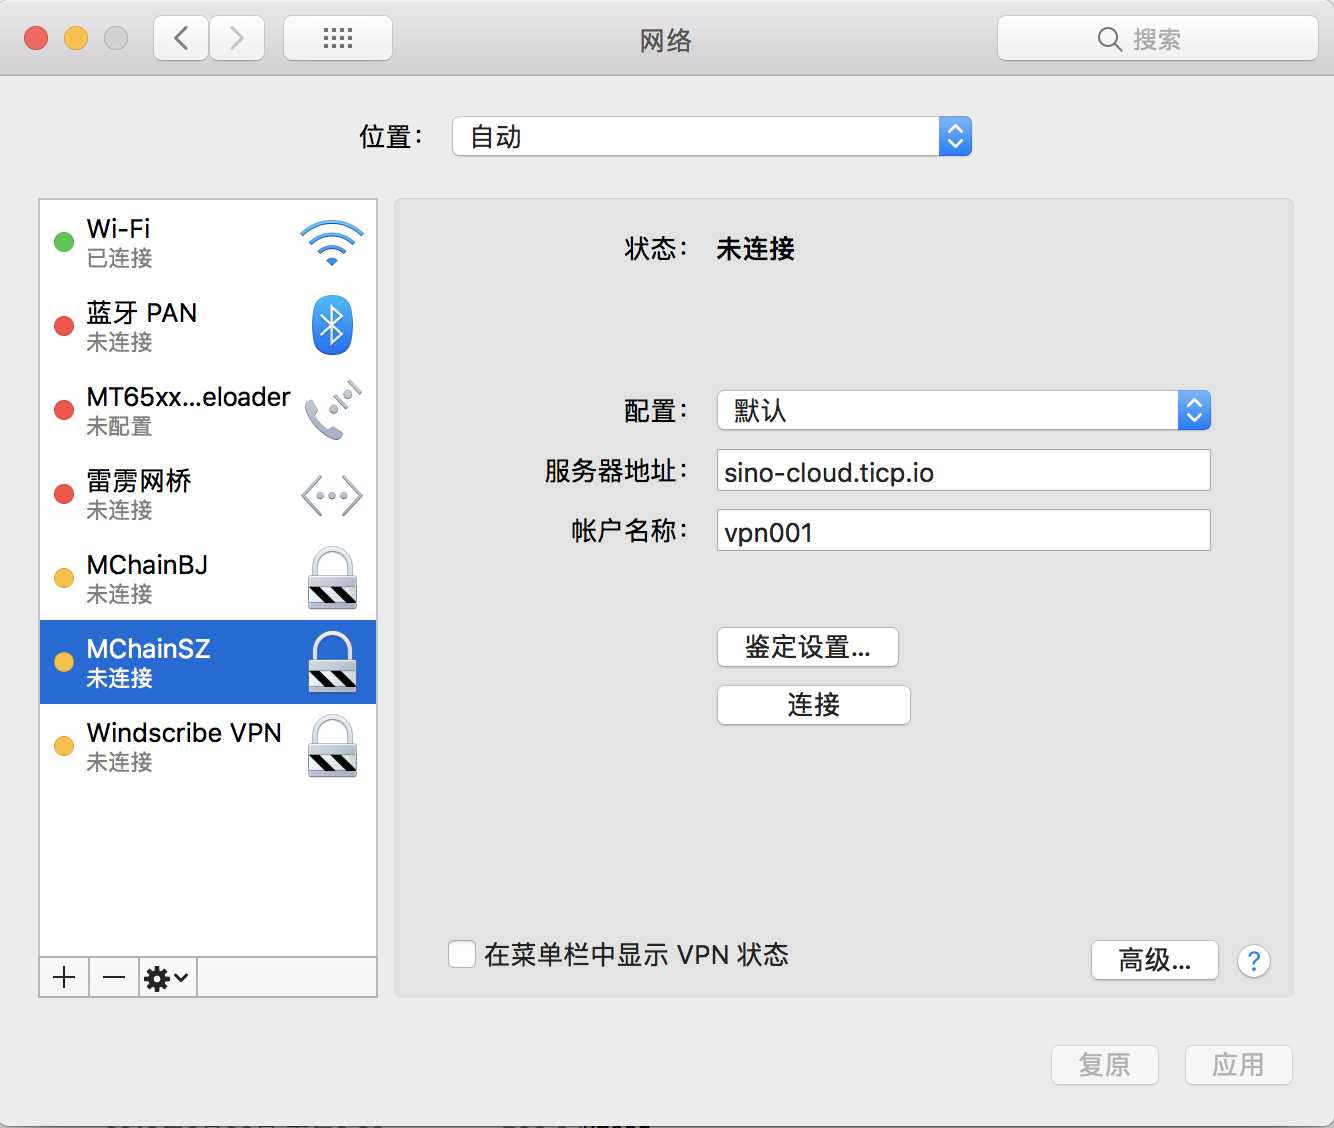 网络
搜索
位置：
自动
Wi-Fi
已连接
蓝牙 PAN
未连接
MT65xx...eloader
未配置
雷雳网桥
未连接
MChainBJ
未连接
MChainSZ
未连接
Windscribe VPN
未连接
状态：
未连接
配置：
默认
服务器地址：
sino-cloud.ticp.io
帐户名称：
vpn001
鉴定设置...
连接
在菜单栏中显示 VPN 状态
高级...
?
复原
应用